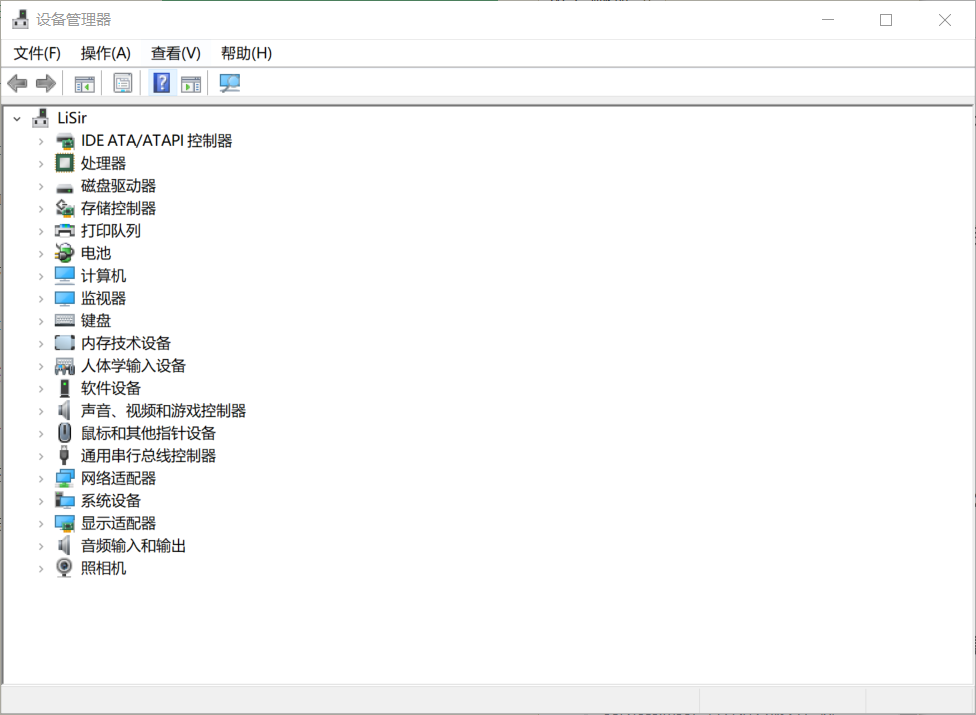 设备管理器
文件(F) 操作(A) 查看(V) 帮助(H)
LiSir
IDE ATA/ATAPI 控制器
处理器
磁盘驱动器
存储控制器
打印队列
电池
计算机
监视器
键盘
内存技术设备
人体学输入设备
软件设备
声音、视频和游戏控制器
鼠标和其他指针设备
通用串行总线控制器
网络适配器
系统设备
显示适配器
音频输入和输出
照相机